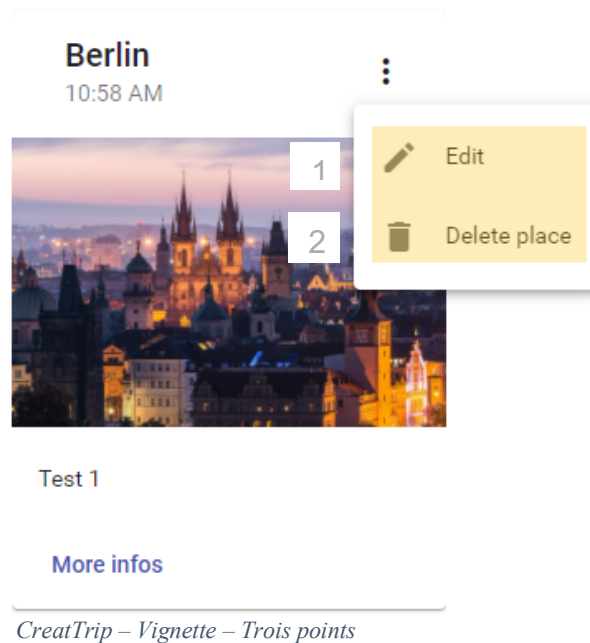 Berlin
10:58 AM
1
Edit
2
Delete place
Test 1
More infos
CreatTrip – Vignette – Trois points